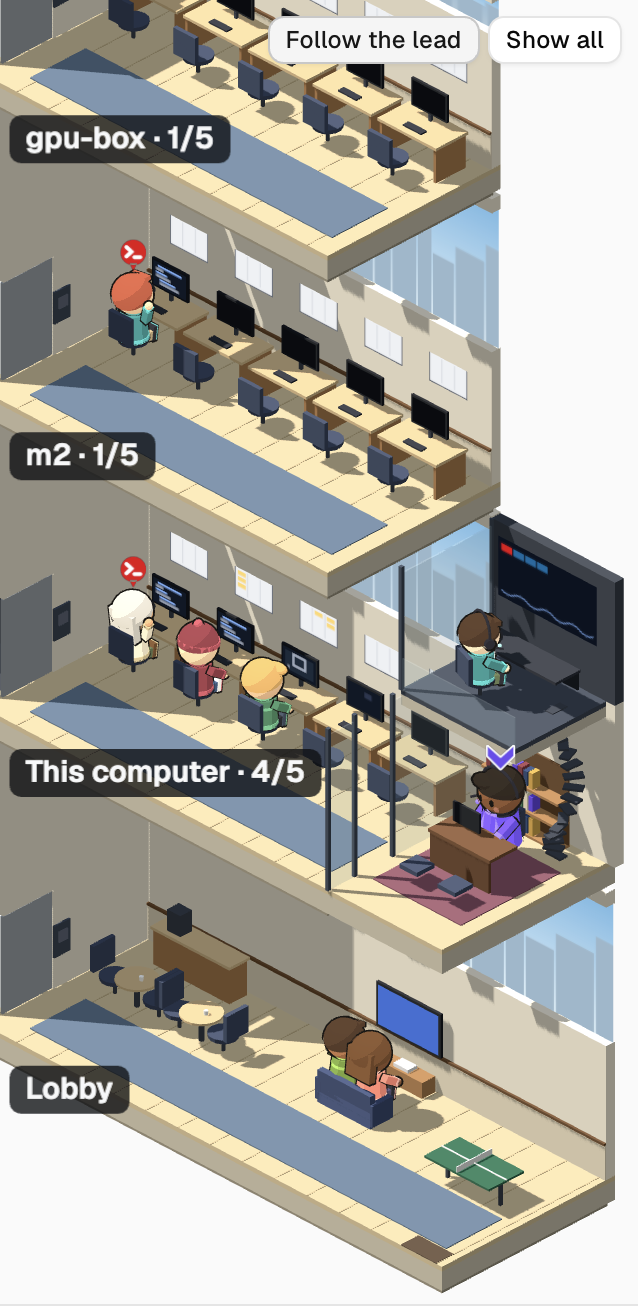 Follow the lead
Show all
gpu-box · 1/5
m2 · 1/5
This computer · 4/5
Lobby